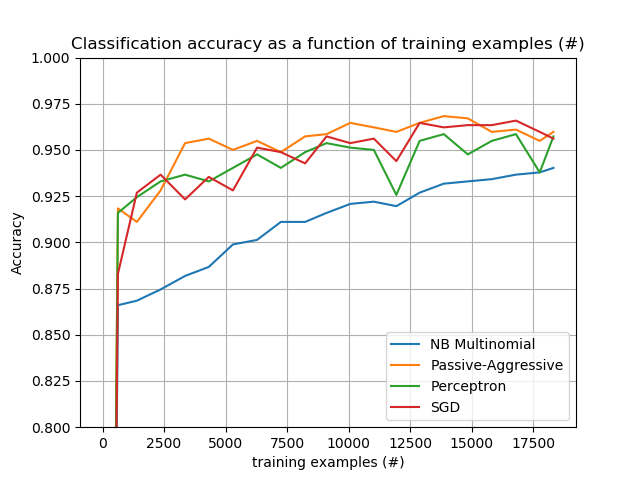 Classification accuracy as a function of training examples (#)
1.000
0.975
0.950
0.925
0.900
0.875
0.850
0.825
0.800
Accuracy
NB Multinomial
Passive-Aggressive
Perceptron
SGD
0 2500 5000 7500 10000 12500 15000 17500
training examples (#)